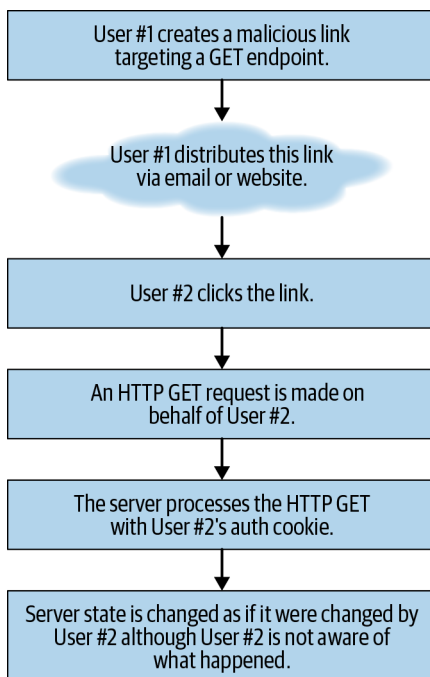 User #1 creates a malicious link
targeting a GET endpoint.
User #1 distributes this link
via email or website.
User #2 clicks the link.
An HTTP GET request is made on
behalf of User #2.
The server processes the HTTP GET
with User #2's auth cookie.
Server state is changed as if it were changed by
User #2 although User #2 is not aware of
what happened.